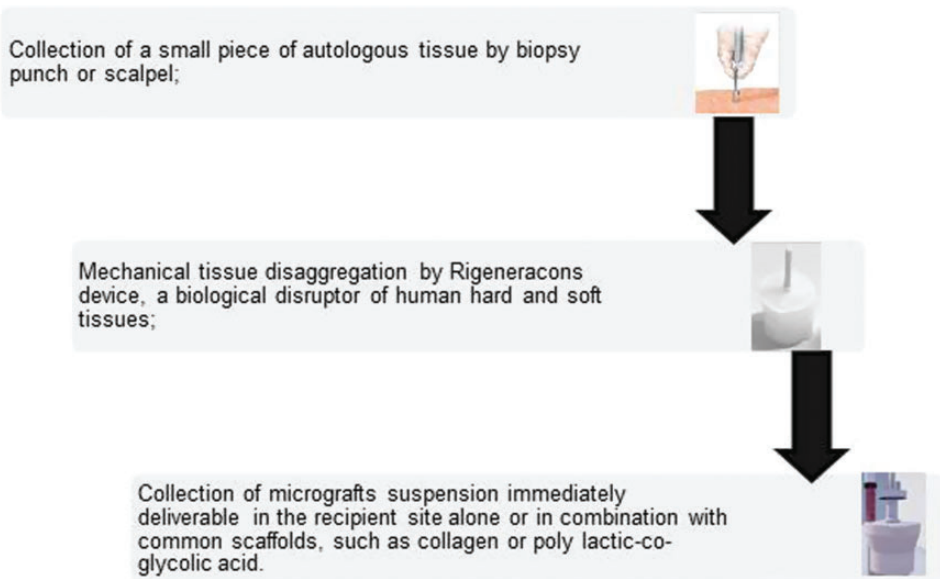 Collection of a small piece of autologous tissue by biopsy
punch or scalpel;
Mechanical tissue disaggregation by Rigeneracons
device, a biological disruptor of human hard and soft
tissues;
Collection of micrografts suspension immediately
deliverable in the recipient site alone or in combination with
common scaffolds, such as collagen or poly lactic-co-
glycolic acid.